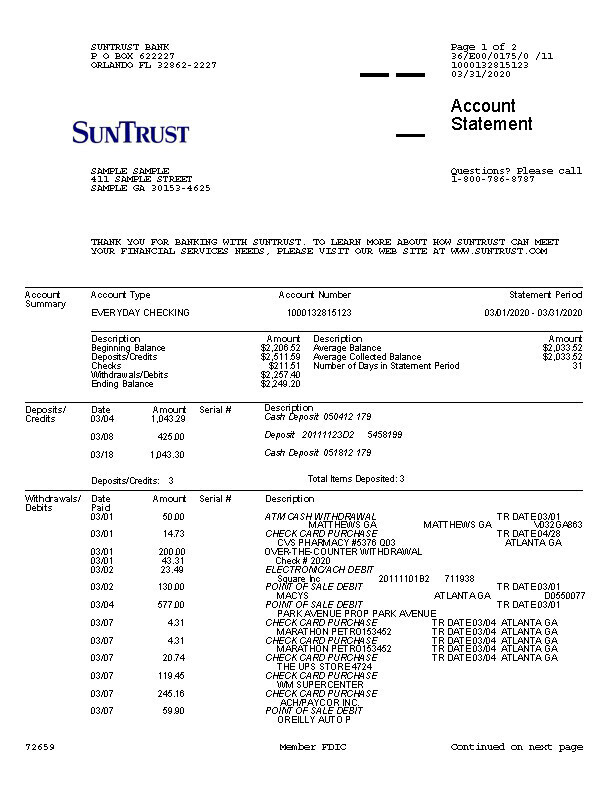 SUNTRUST BANK Page 1 of 2
P O BOX 622227 36/E00/0175/0 /11
ORLANDO FL 32862-2227 1000132815123
03/31/2020
Account
Statement
SUNTRUST
SAMPLE SAMPLE Questions? Please call
411 SAMPLE STREET 1-800-786-8787
SAMPLE GA 30153-4625
THANK YOU FOR BANKING WITH SUNTRUST. TO LEARN MORE ABOUT HOW SUNTRUST CAN MEET
YOUR FINANCIAL SERVICES NEEDS, PLEASE VISIT OUR WEB SITE AT WWW.SUNTRUST.COM
Account Account Type Account Number Statement Period
Summary
EVERYDAY CHECKING 1000132815123 03/01/2020 - 03/31/2020
Description Amount Description Amount
Beginning Balance $2,206.52 Average Balance $2,033.52
Deposits/Credits $2,511.59 Average Collected Balance $2,033.52
Checks $211.51 Number of Days in Statement Period 31
Withdrawals/Debits $2,257.40
Ending Balance $2,249.20
Deposits/ Date Amount Serial # Description
Credits 03/04 1,043.29 Cash Deposit 050412 179
03/08 425.00 Deposit 20111123D2 5458199
03/18 1,043.30 Cash Deposit 051812 179
Deposits/Credits: 3 Total Items Deposited: 3
Withdrawals/ Date Amount Serial # Description
Debits Paid
03/01 50.00 ATM CASH WITHDRAWAL TR DATE 03/01
MATTHEWS GA MATTHEWS GA V032GA863
03/01 14.73 CHECK CARD PURCHASE TR DATE 04/28
CVS PHARMACY #5376 Q03 ATLANTA GA
03/01 200.00 OVER-THE-COUNTER WITHDRAWAL
03/01 43.31 Check # 2020
03/02 23.49 ELECTRONIC/ACH DEBIT
Square Inc 20111101B2 711938
03/02 130.00 POINT OF SALE DEBIT TR DATE 03/01
MACYS ATLANTA GA D0550077
03/04 577.00 POINT OF SALE DEBIT TR DATE 03/01
PARK AVENUE PROP PARK AVENUE
03/07 4.31 CHECK CARD PURCHASE TR DATE 03/04 ATLANTA GA
MARATHON PETRO153452
03/07 4.31 CHECK CARD PURCHASE TR DATE 03/04 ATLANTA GA
MARATHON PETRO153452
03/07 20.74 CHECK CARD PURCHASE TR DATE 03/04 ATLANTA GA
THE UPS STORE 4724
03/07 119.45 CHECK CARD PURCHASE
WM SUPERCENTER
03/07 245.16 CHECK CARD PURCHASE
ACH/PAYCOR INC.
03/07 59.90 POINT OF SALE DEBIT
OREILLY AUTO P
72659 Member FDIC Continued on next page